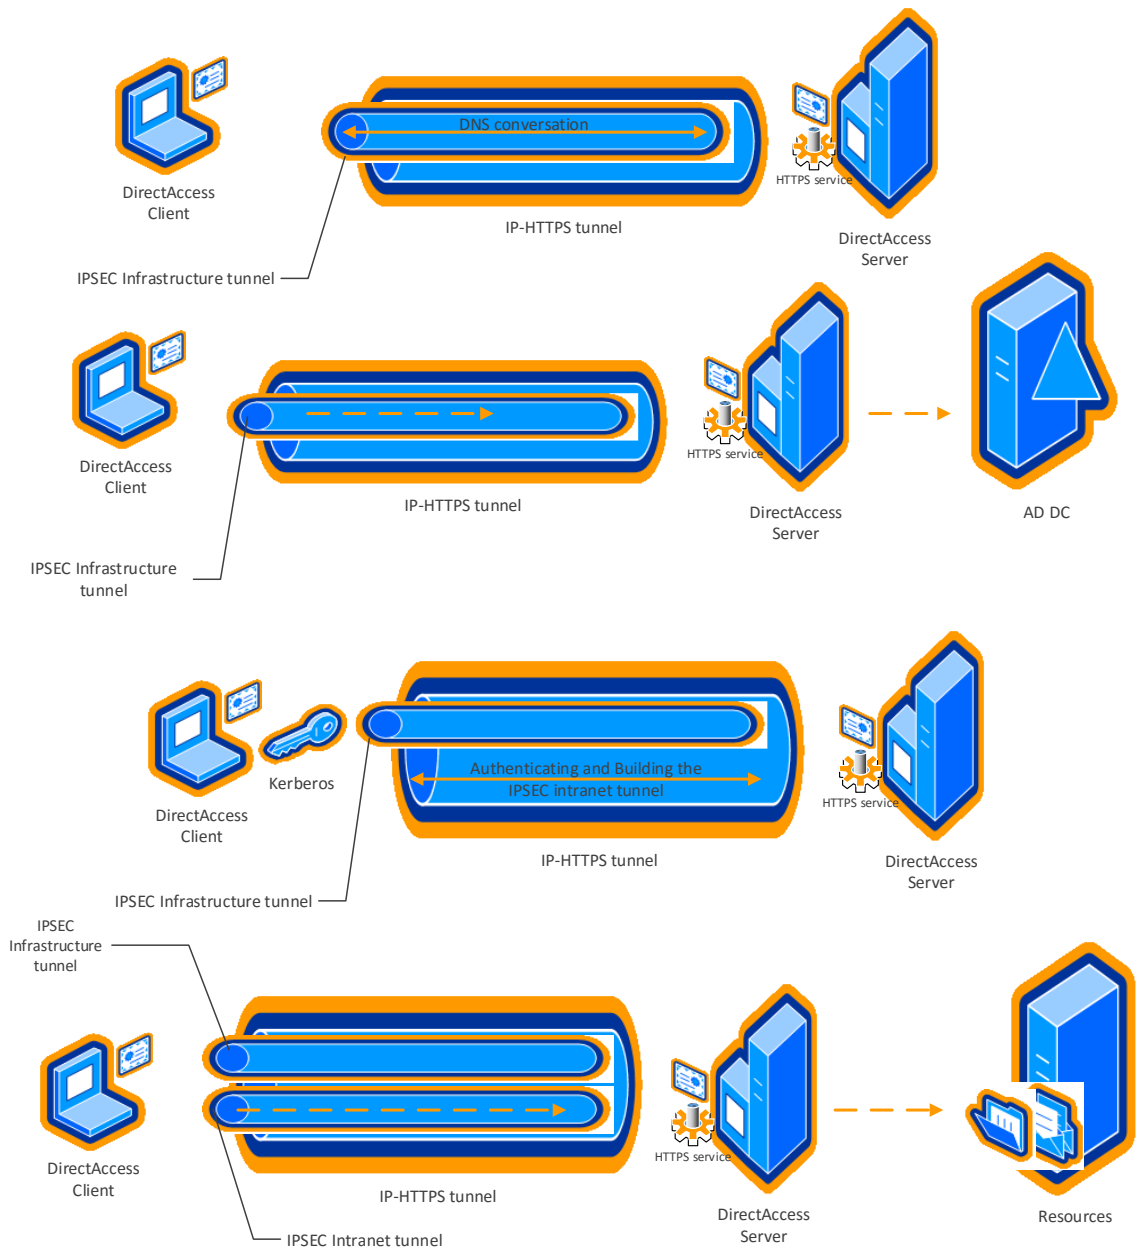 DNS conversation
HTTPS service
DirectAccess
Client
IP-HTTPS tunnel
DirectAccess
Server
IPSEC Infrastructure tunnel
HTTPS service
DirectAccess
Client
IP-HTTPS tunnel
DirectAccess
Server
AD DC
IPSEC Infrastructure
tunnel
Authenticating and Building the
IPSEC intranet tunnel
Kerberos
HTTPS service
DirectAccess
Client
IP-HTTPS tunnel
DirectAccess
Server
IPSEC Infrastructure tunnel
IPSEC
Infrastructure
tunnel
HTTPS service
DirectAccess
Client
IP-HTTPS tunnel
DirectAccess
Server
Resources
IPSEC Intranet tunnel